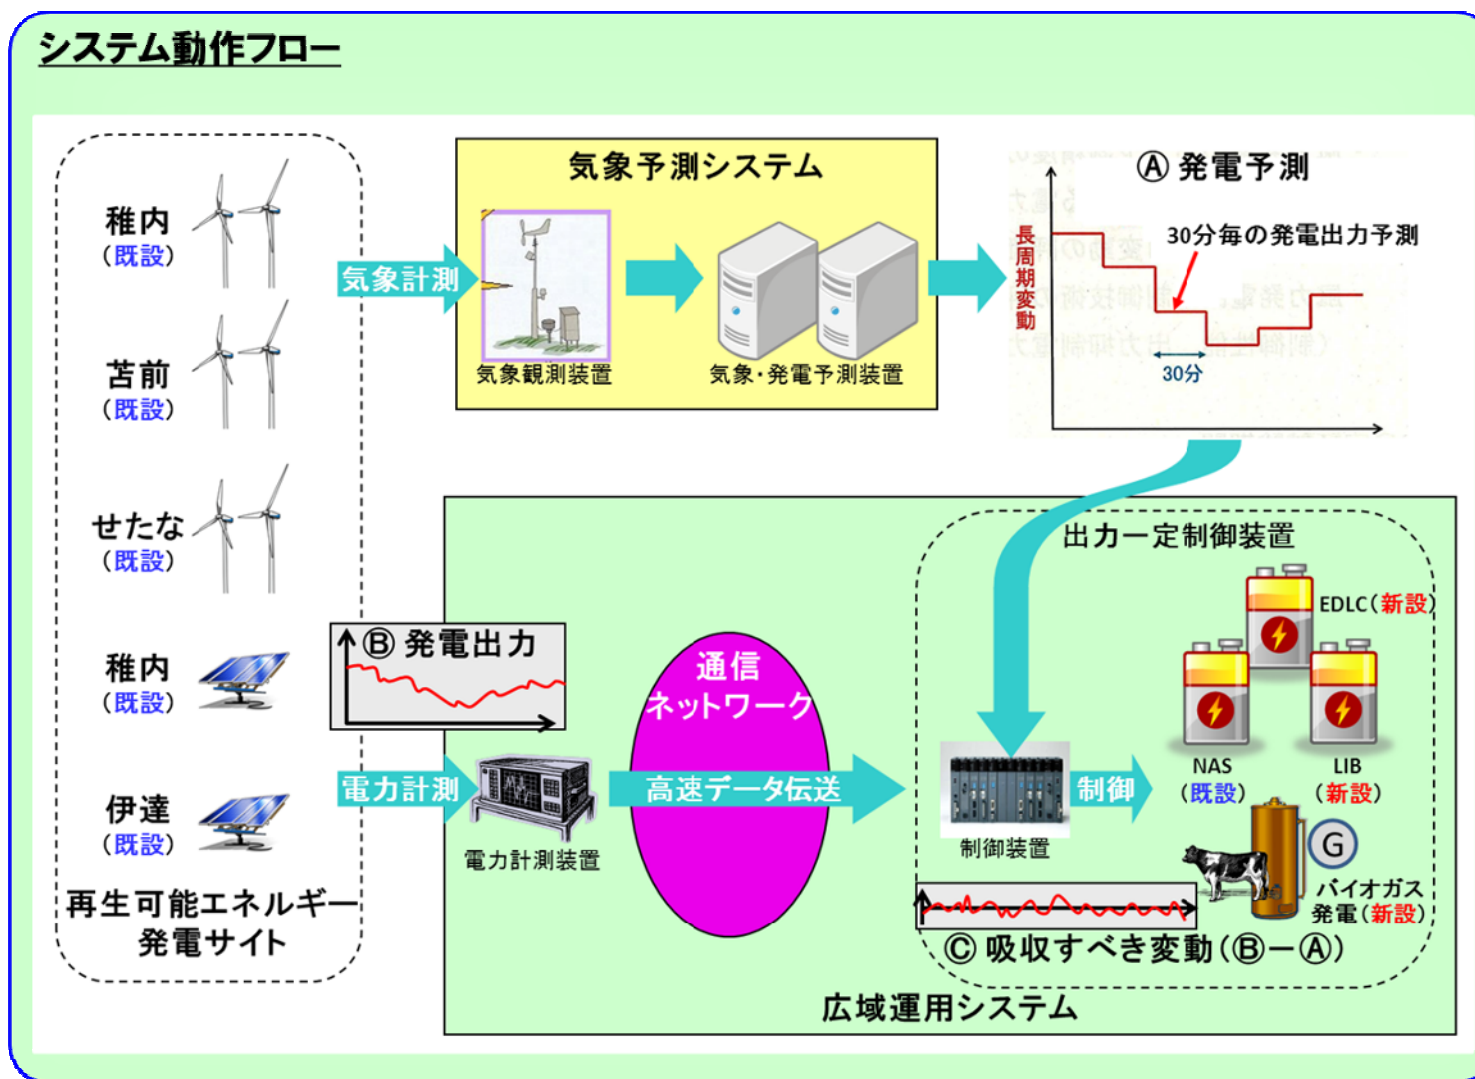 システム動作フロー
稚内
（既設）
苫前
（既設）
せたな
（既設）
稚内
（既設）
伊達
（既設）
再生可能エネルギー
発電サイト
気象計測
気象予測システム
気象観測装置
気象・発電予測装置
Ⓐ 発電予測
長周期変動
30分毎の発電出力予測
30分
Ⓑ 発電出力
電力計測
電力計測装置
通信
ネットワーク
高速データ伝送
出力一定制御装置
制御装置
制御
EDLC（新設）
NAS
（既設）
LIB
（新設）
G
バイオガス
発電（新設）
Ⓒ 吸収すべき変動（Ⓑ－Ⓐ）
広域運用システム